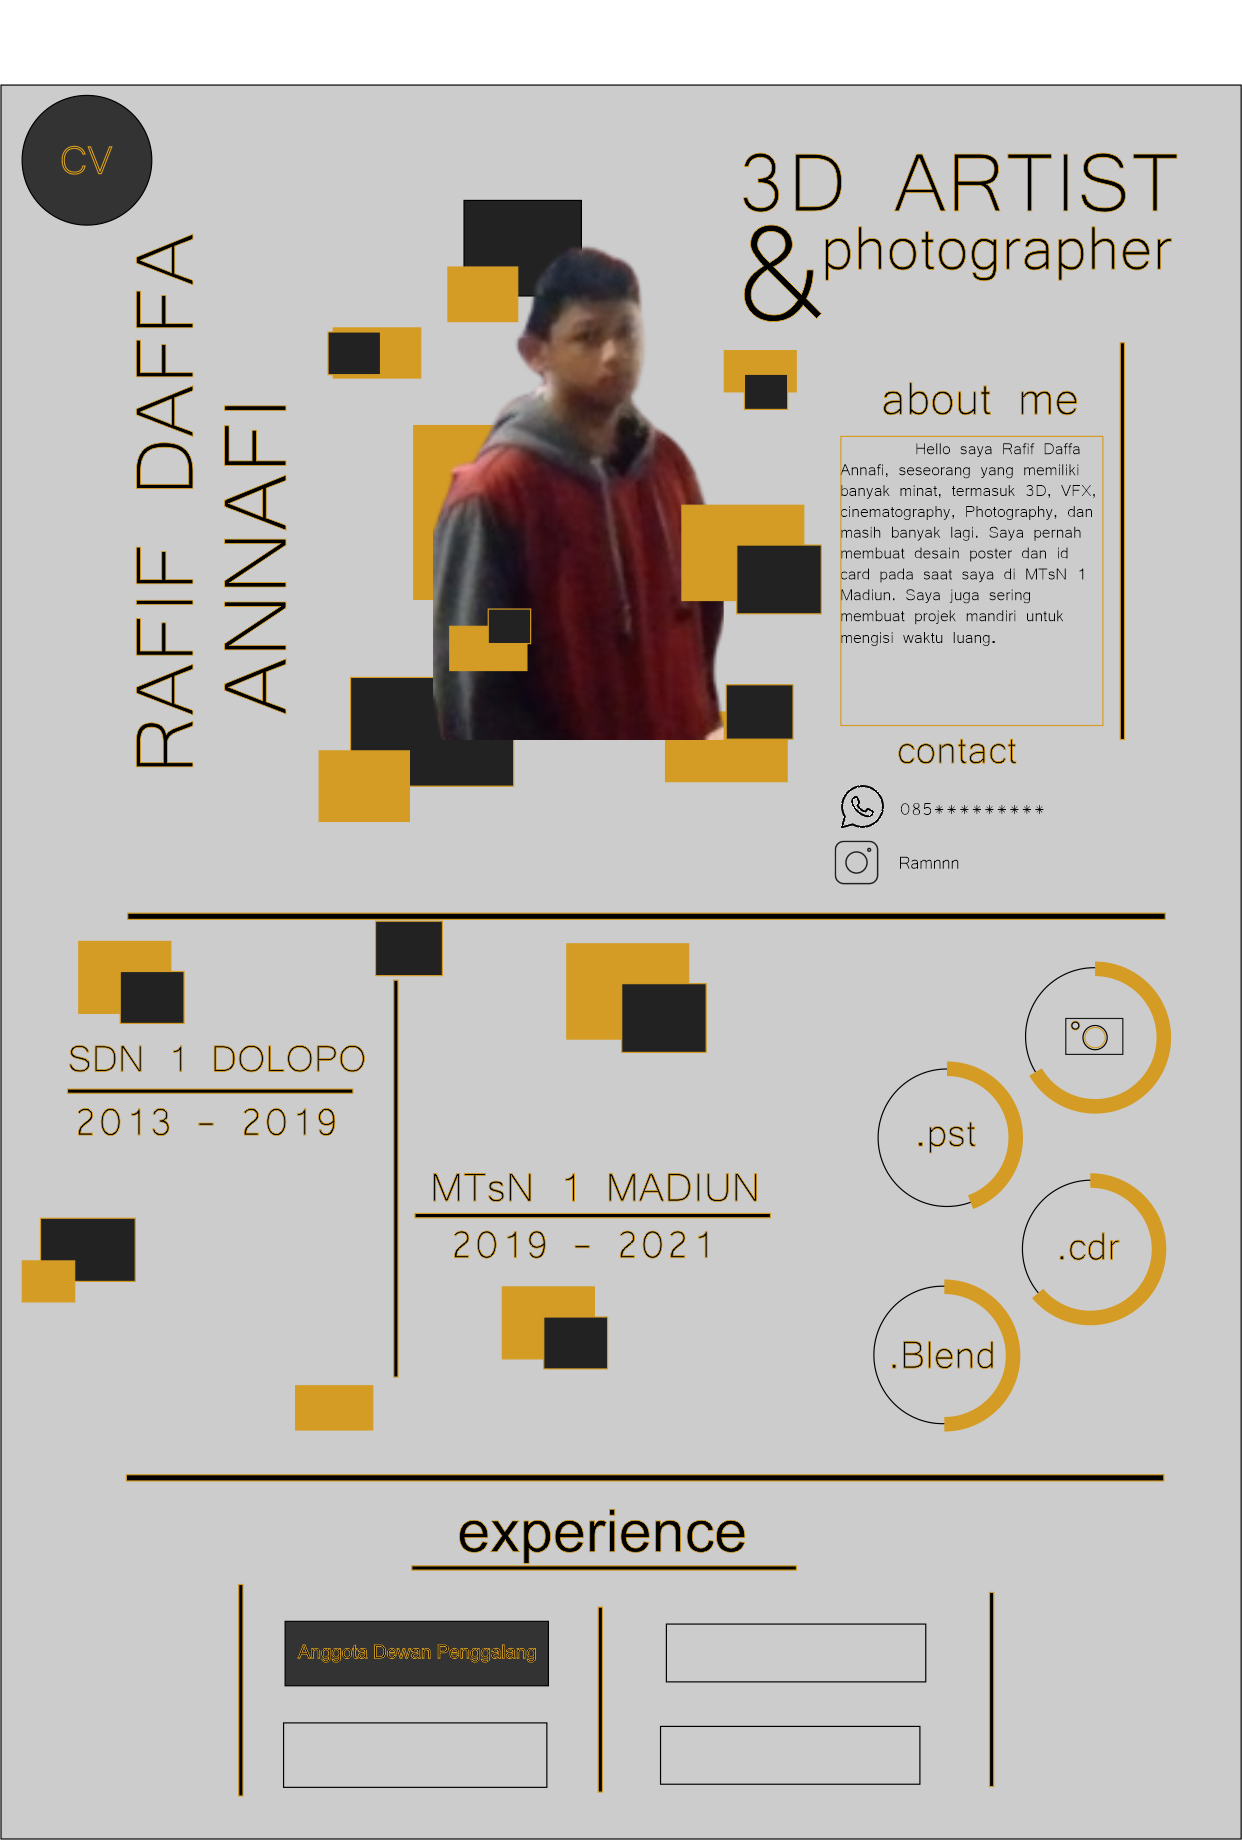 CV
RAFIF DAFFA
ANNAFI
3D ARTIST
& photographer
about me
Hello saya Rafif Daffa
Annafi, seseorang yang memiliki
banyak minat, termasuk 3D, VFX,
cinematography, Photography, dan
masih banyak lagi. Saya pernah
membuat desain poster dan id
card pada saat saya di MTsN 1
Madiun. Saya juga sering
membuat projek mandiri untuk
mengisi waktu luang.
contact
085*********
Ramnnn
SDN 1 DOLOPO
2013 - 2019
MTsN 1 MADIUN
2019 - 2021
.pst
.cdr
.Blend
experience
Anggota Dewan Penggalang